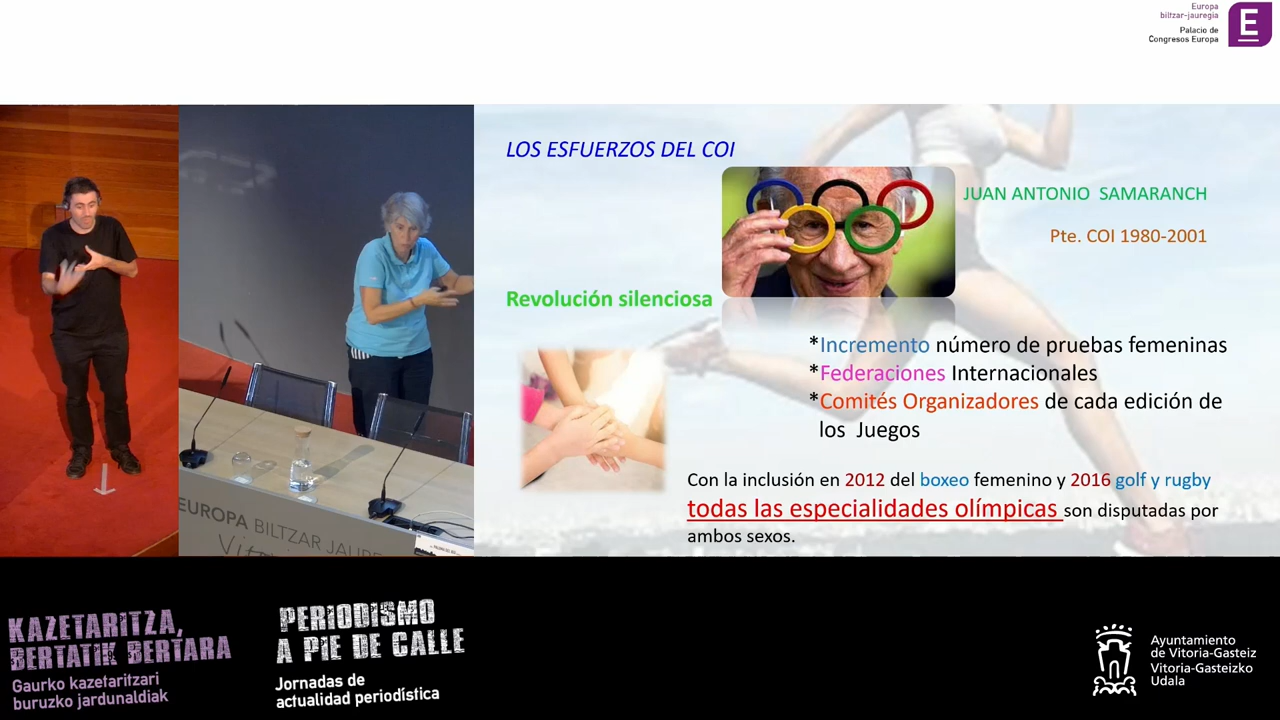 Europa
biltzar-jauregia
Palacio de
Congresos Europa
E
LOS ESFUERZOS DEL COI
JUAN ANTONIO SAMARANCH
Pte. COI 1980-2001
Revolución silenciosa
*Incremento número de pruebas femeninas
*Federaciones Internacionales
*Comités Organizadores de cada edición de
los Juegos
Con la inclusión en 2012 del boxeo femenino y 2016 golf y rugby
todas las especialidades olímpicas son disputadas por
ambos sexos.
EUROPA BILTZAR JAURE
Vito
KAZETARITZA,
BERTATIK BERTARA
Gaurko kazetaritzari
buruzko jardunaldiak
PERIODISMO
A PIE DE CALLE
Jornadas de
actualidad periodística
Ayuntamiento
de Vitoria-Gasteiz
Vitoria-Gasteizko
Udala